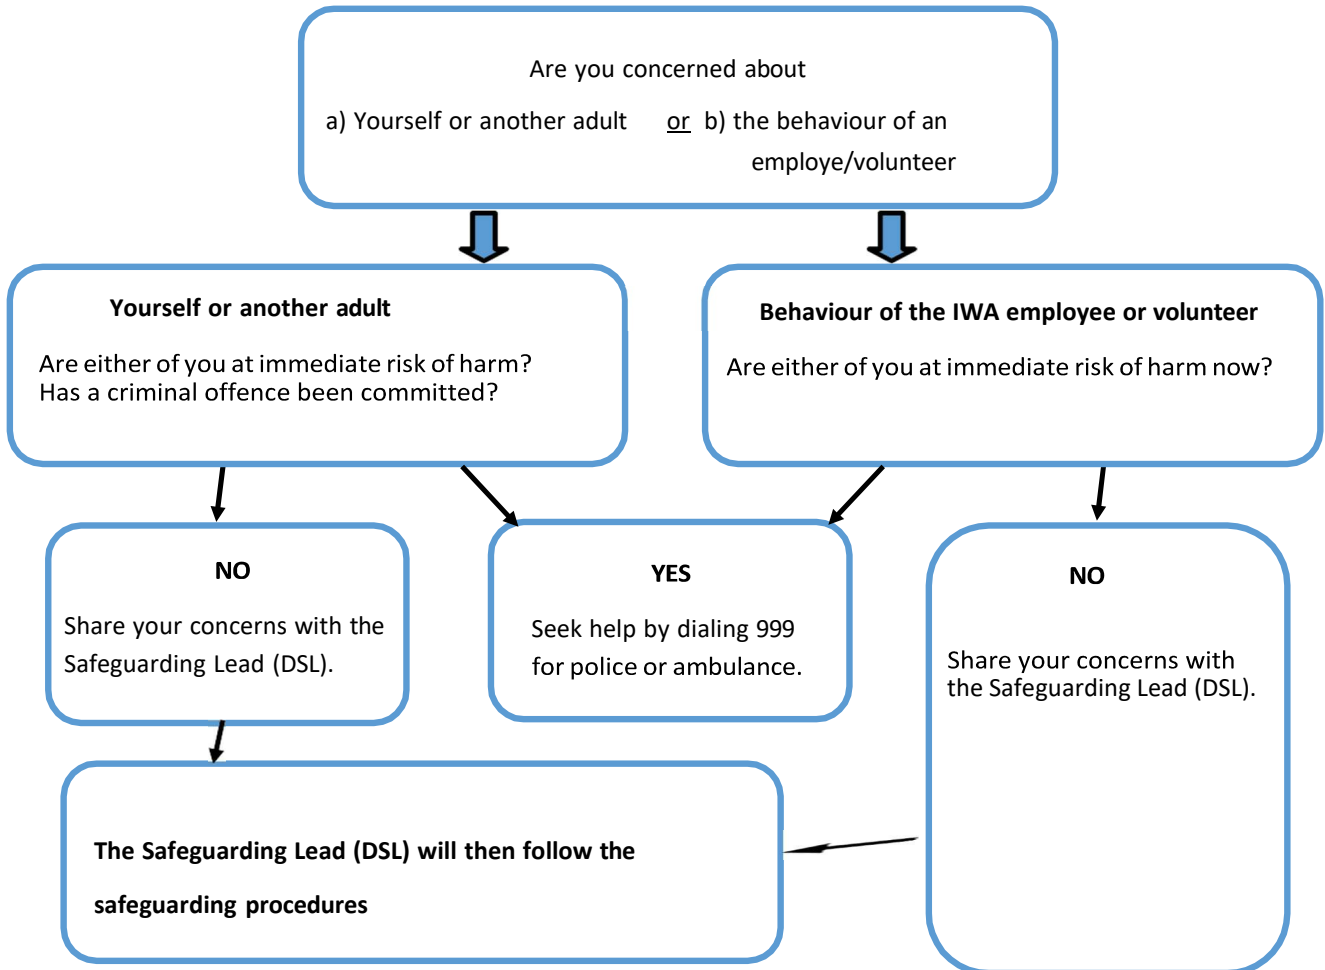 Are you concerned about
a) Yourself or another adult or b) the behaviour of an
employe/volunteer
Yourself or another adult
Are either of you at immediate risk of harm?
Has a criminal offence been committed?
Behaviour of the IWA employee or volunteer
Are either of you at immediate risk of harm now?
NO
Share your concerns with the
Safeguarding Lead (DSL).
YES
Seek help by dialing 999
for police or ambulance.
NO
Share your concerns with
the Safeguarding Lead (DSL).
The Safeguarding Lead (DSL) will then follow the
safeguarding procedures